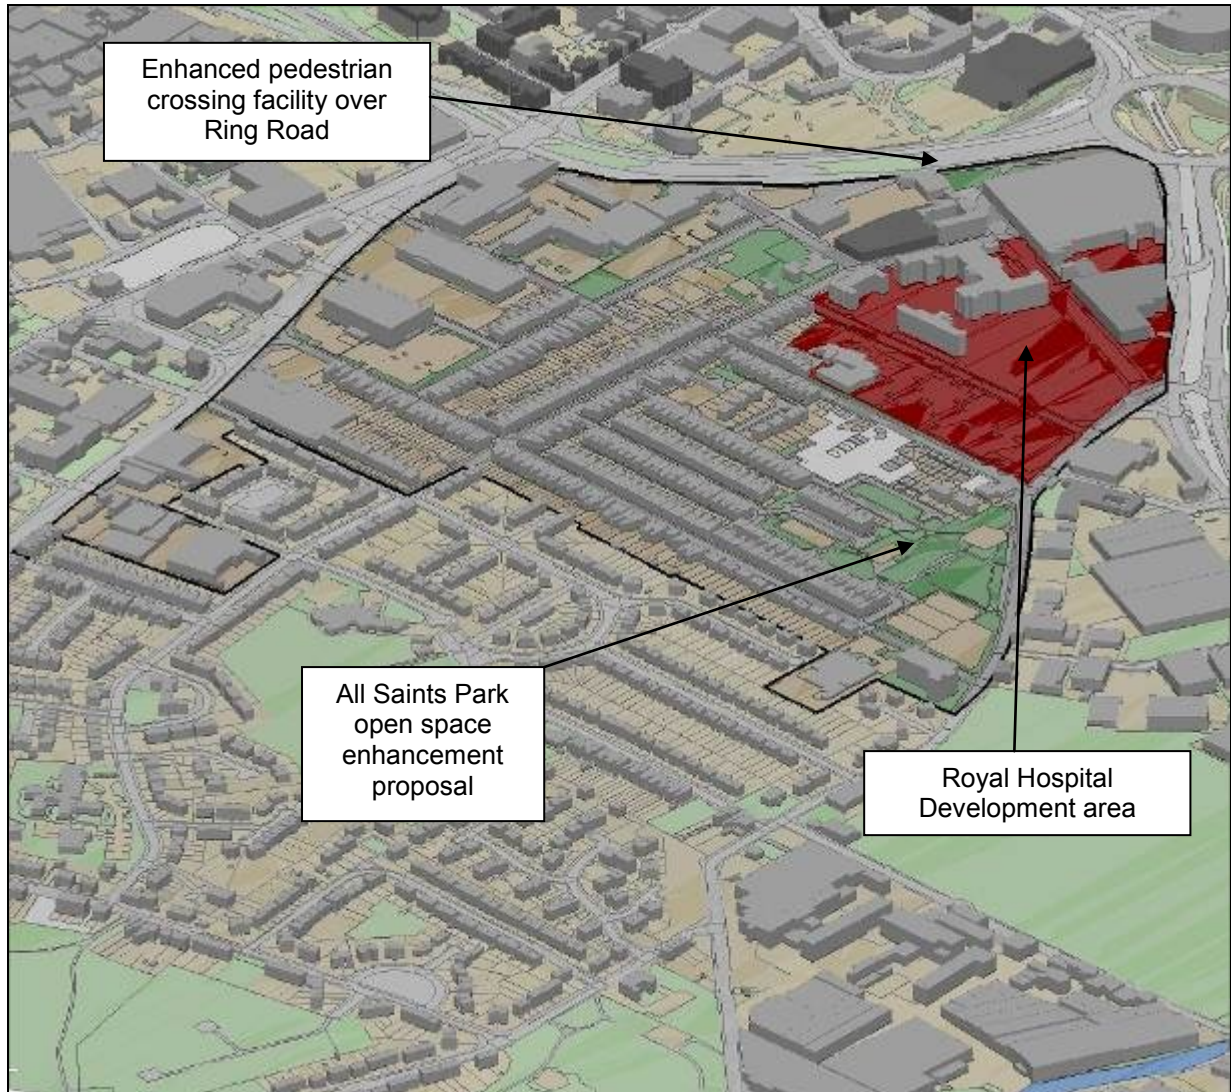 Enhanced pedestrian
crossing facility over
Ring Road
All Saints Park
open space
enhancement
proposal
Royal Hospital
Development area